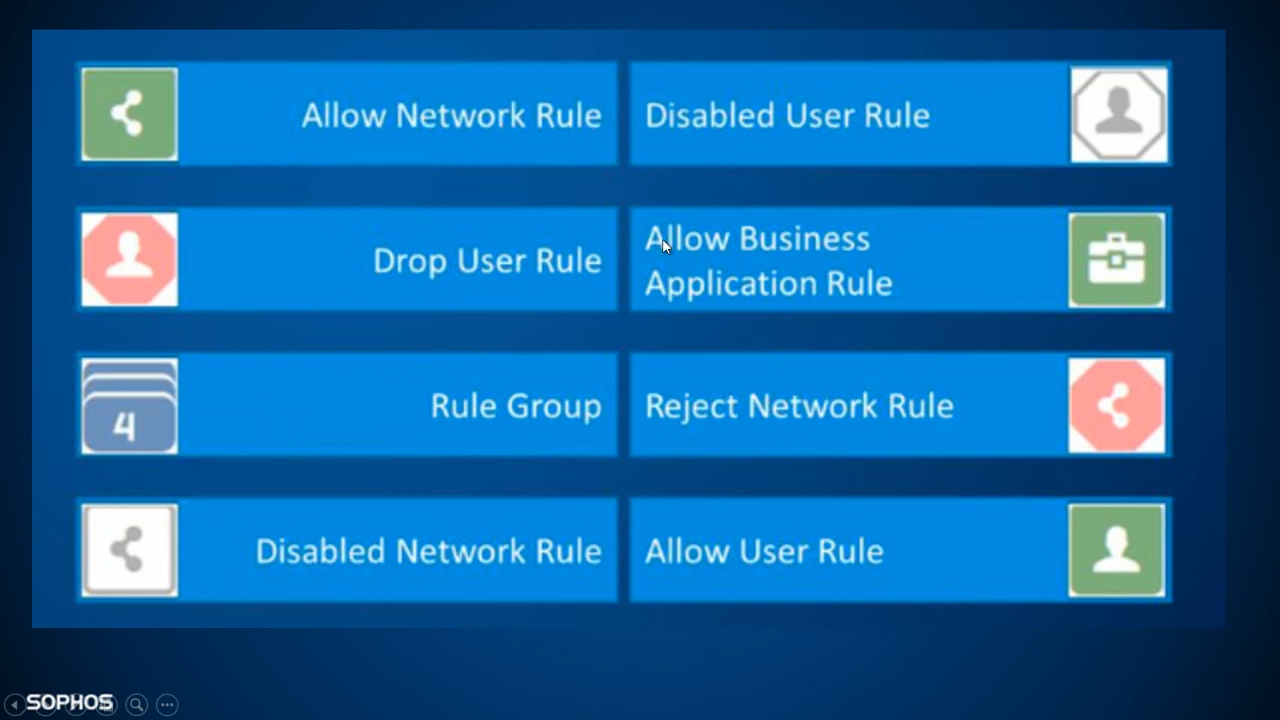 Allow Network Rule
Disabled User Rule
Drop User Rule
Allow Business
Application Rule
4
Rule Group
Reject Network Rule
Disabled Network Rule
Allow User Rule
SOPHOS